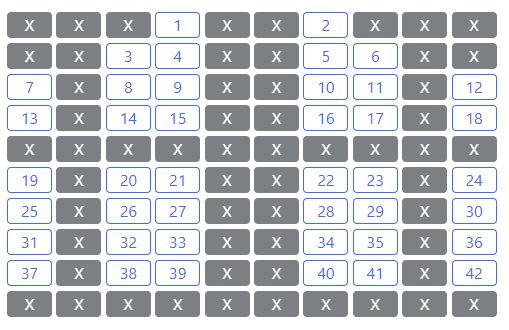 X X X 1 X X 2 X X X
X X 3 4 X X 5 6 X X
7 X 8 9 X X 10 11 X 12
13 X 14 15 X X 16 17 X 18
X X X X X X X X X X
19 X 20 21 X X 22 23 X 24
25 X 26 27 X X 28 29 X 30
31 X 32 33 X X 34 35 X 36
37 X 38 39 X X 40 41 X 42
X X X X X X X X X X